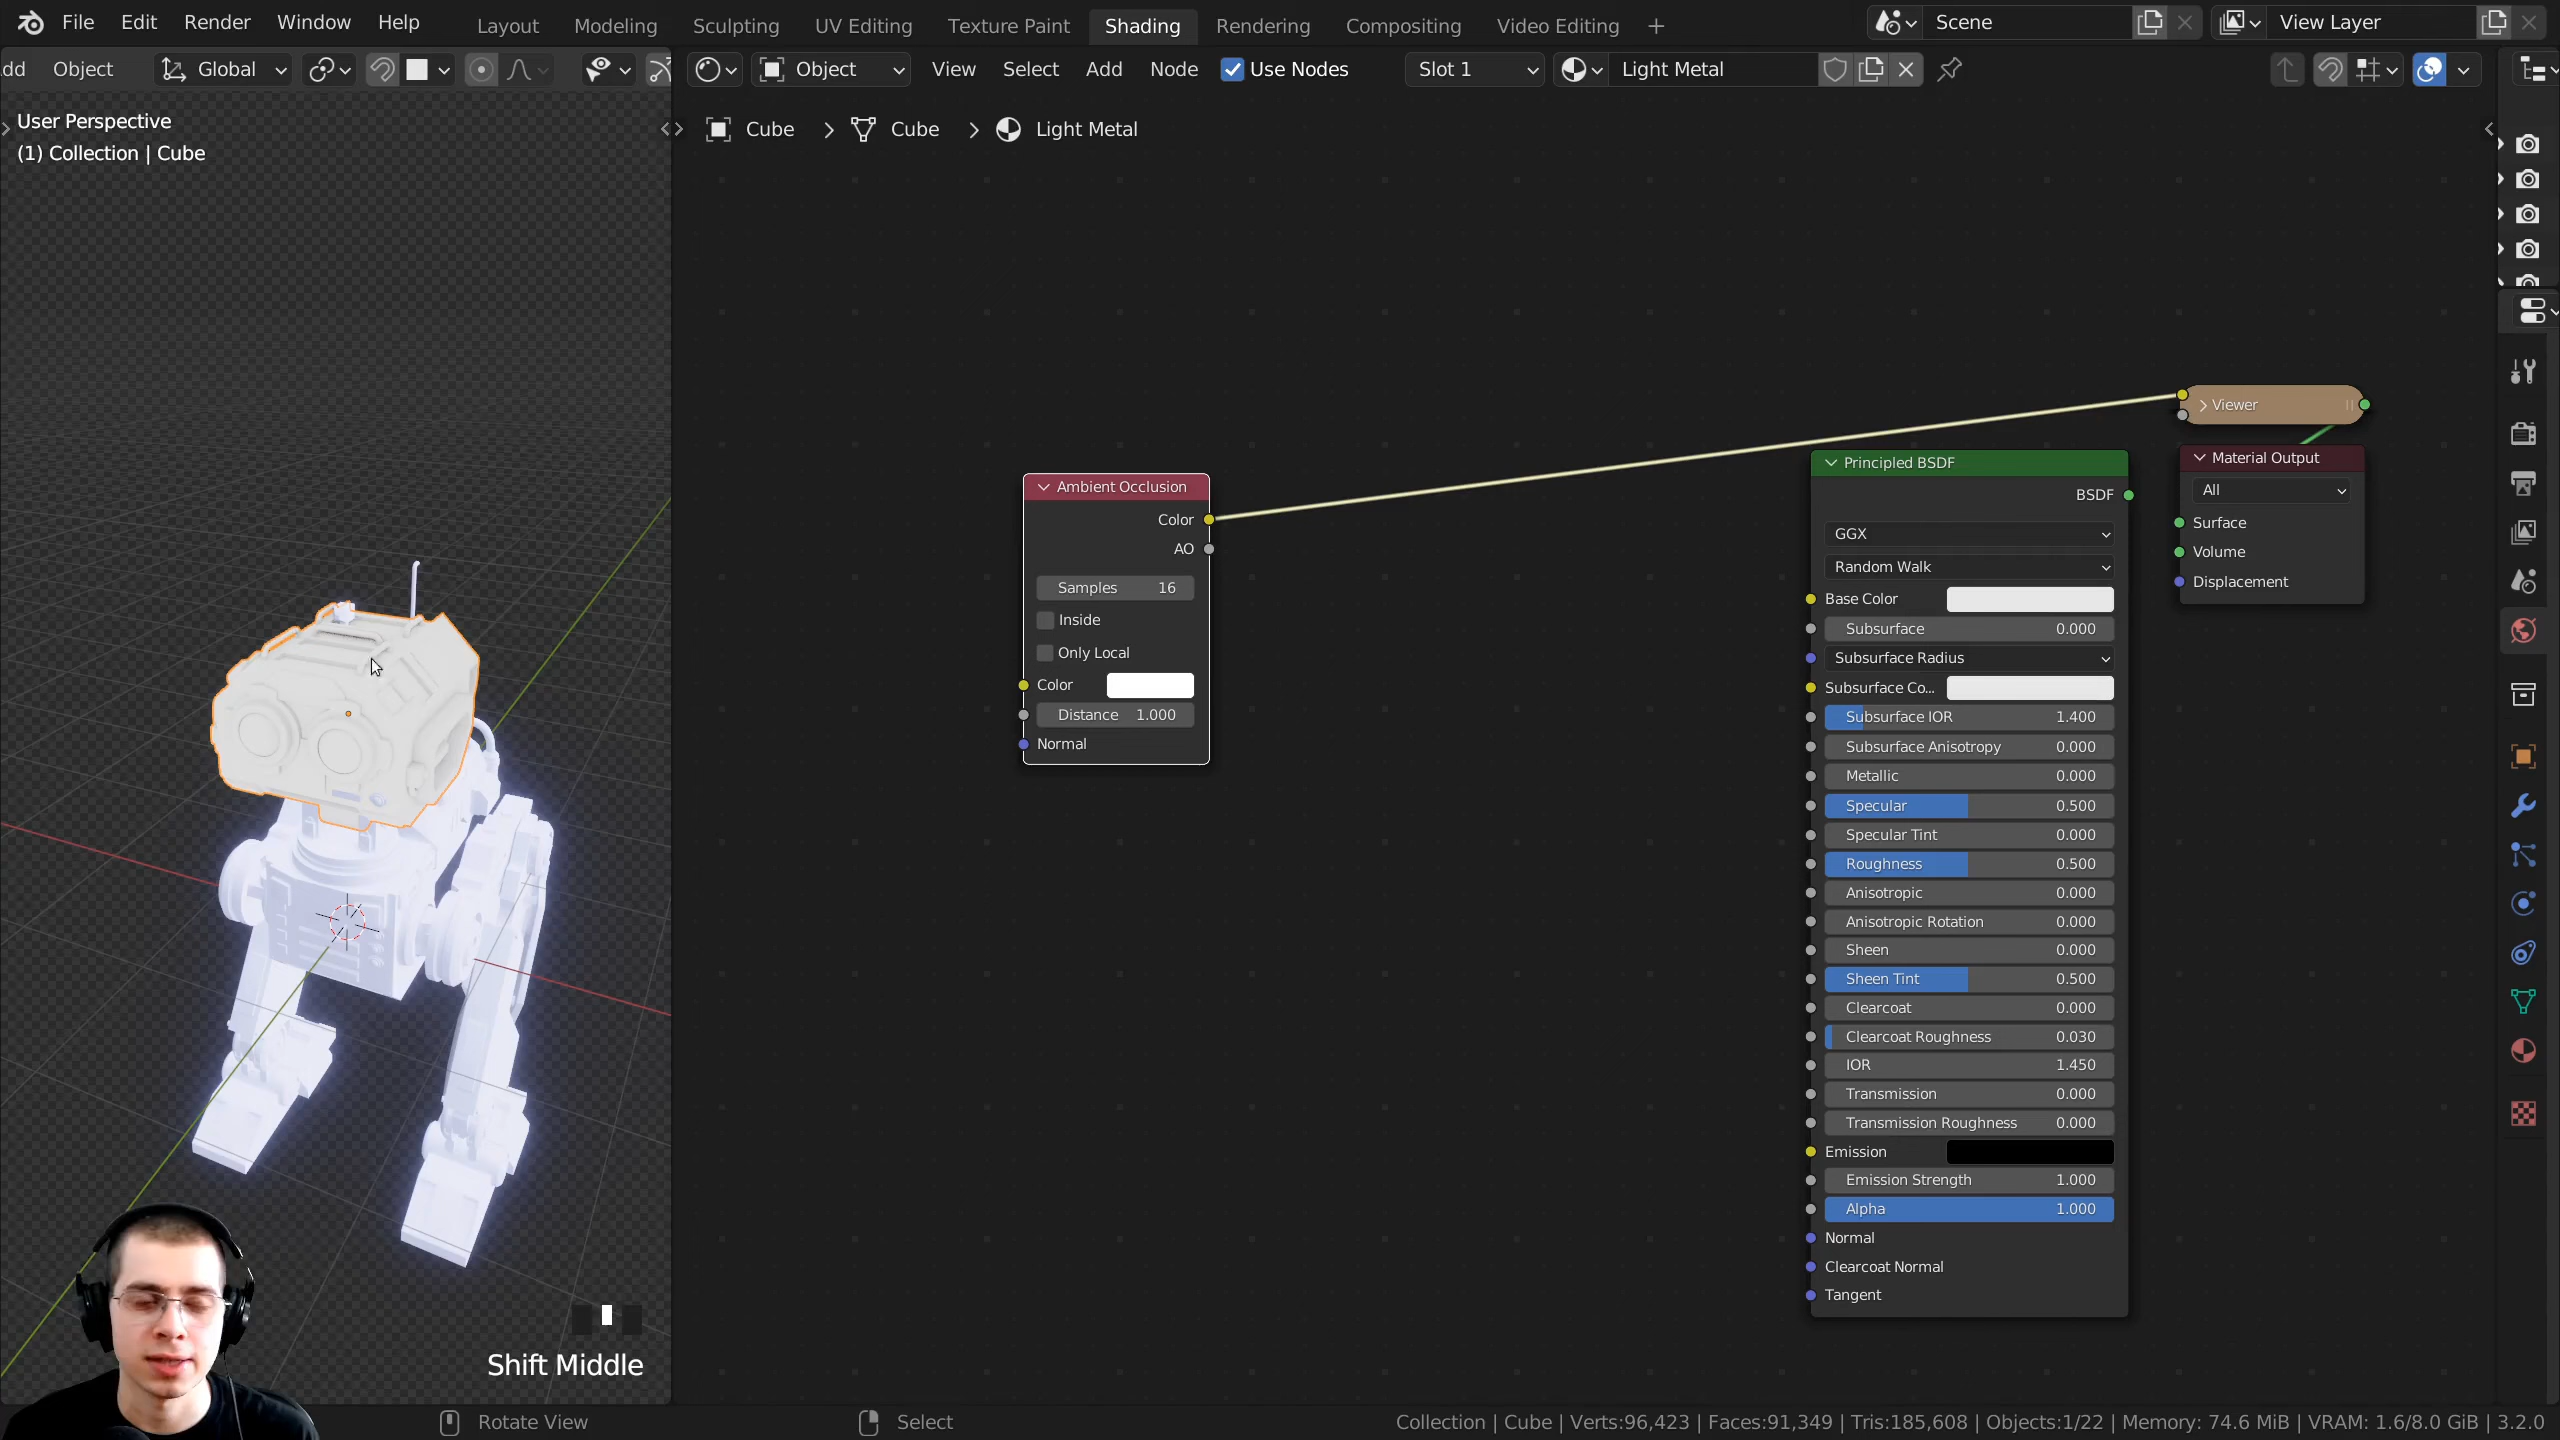 File Edit Render Window Help Layout Modeling Sculpting UV Editing Texture Paint Shading Rendering Compositing Video Editing + Scene View Layer
Object Global Object View Select Add Node Use Nodes Slot 1 Light Metal
User Perspective
(1) Collection | Cube
Cube > Cube > Light Metal
Viewer
Ambient Occlusion
Color
AO
Samples 16
Inside
Only Local
Color
Distance 1.000
Normal
Principled BSDF
BSDF
GGX
Random Walk
Base Color
Subsurface 0.000
Subsurface Radius
Subsurface Co...
Subsurface IOR 1.400
Subsurface Anisotropy 0.000
Metallic 0.000
Specular 0.500
Specular Tint 0.000
Roughness 0.500
Anisotropic 0.000
Anisotropic Rotation 0.000
Sheen 0.000
Sheen Tint 0.500
Clearcoat 0.000
Clearcoat Roughness 0.030
IOR 1.450
Transmission 0.000
Transmission Roughness 0.000
Emission
Emission Strength 1.000
Alpha 1.000
Normal
Clearcoat Normal
Tangent
Material Output
All
Surface
Volume
Displacement
Shift Middle
Rotate View Select Collection | Cube | Verts:96,423 | Faces:91,349 | Tris:185,608 | Objects:1/22 | Memory: 74.6 MiB | VRAM: 1.6/8.0 GiB | 3.2.0